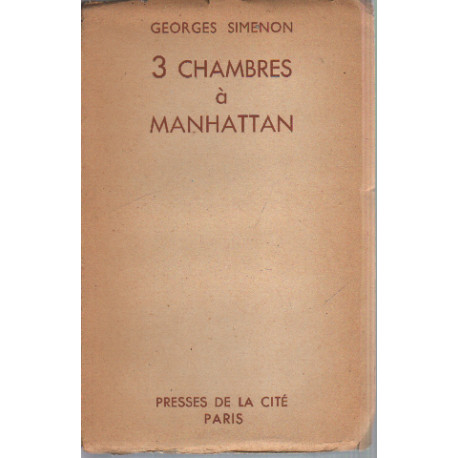 GEORGES SIMENON
3 CHAMBRES
à
MANHATTAN
PRESSES DE LA CITÉ
PARIS